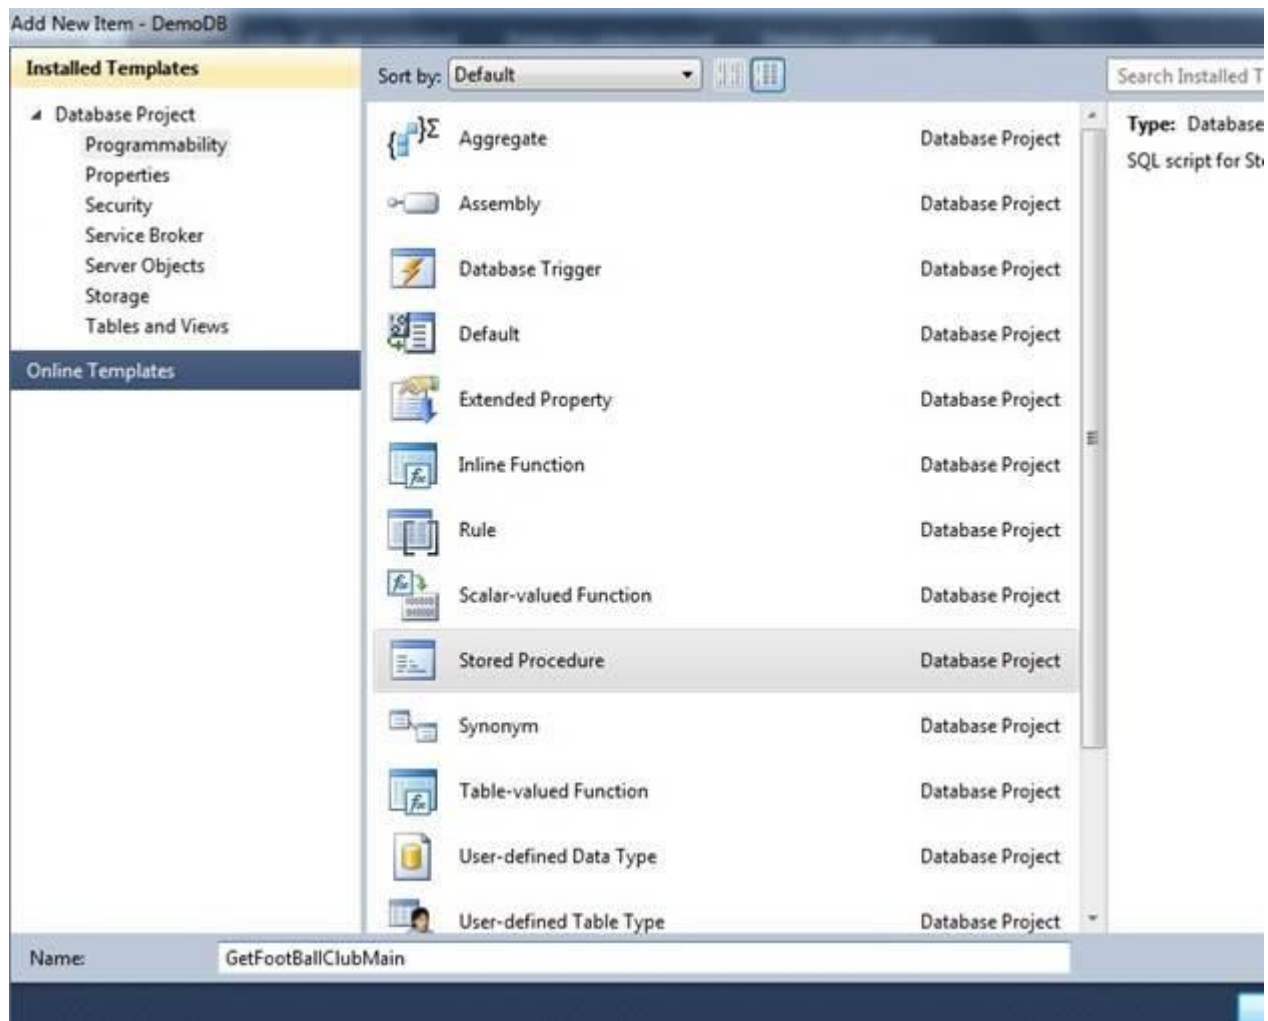 Add New Item - DemoDB
Installed Templates
Database Project
Programmability
Properties
Security
Service Broker
Server Objects
Storage
Tables and Views
Online Templates
Sort by: Default
Aggregate Database Project
Assembly Database Project
Database Trigger Database Project
Default Database Project
Extended Property Database Project
Inline Function Database Project
Rule Database Project
Scalar-valued Function Database Project
Stored Procedure Database Project
Synonym Database Project
Table-valued Function Database Project
User-defined Data Type Database Project
User-defined Table Type Database Project
Search Installed T
Type: Database
SQL script for St
Name: GetFootBallClubMain